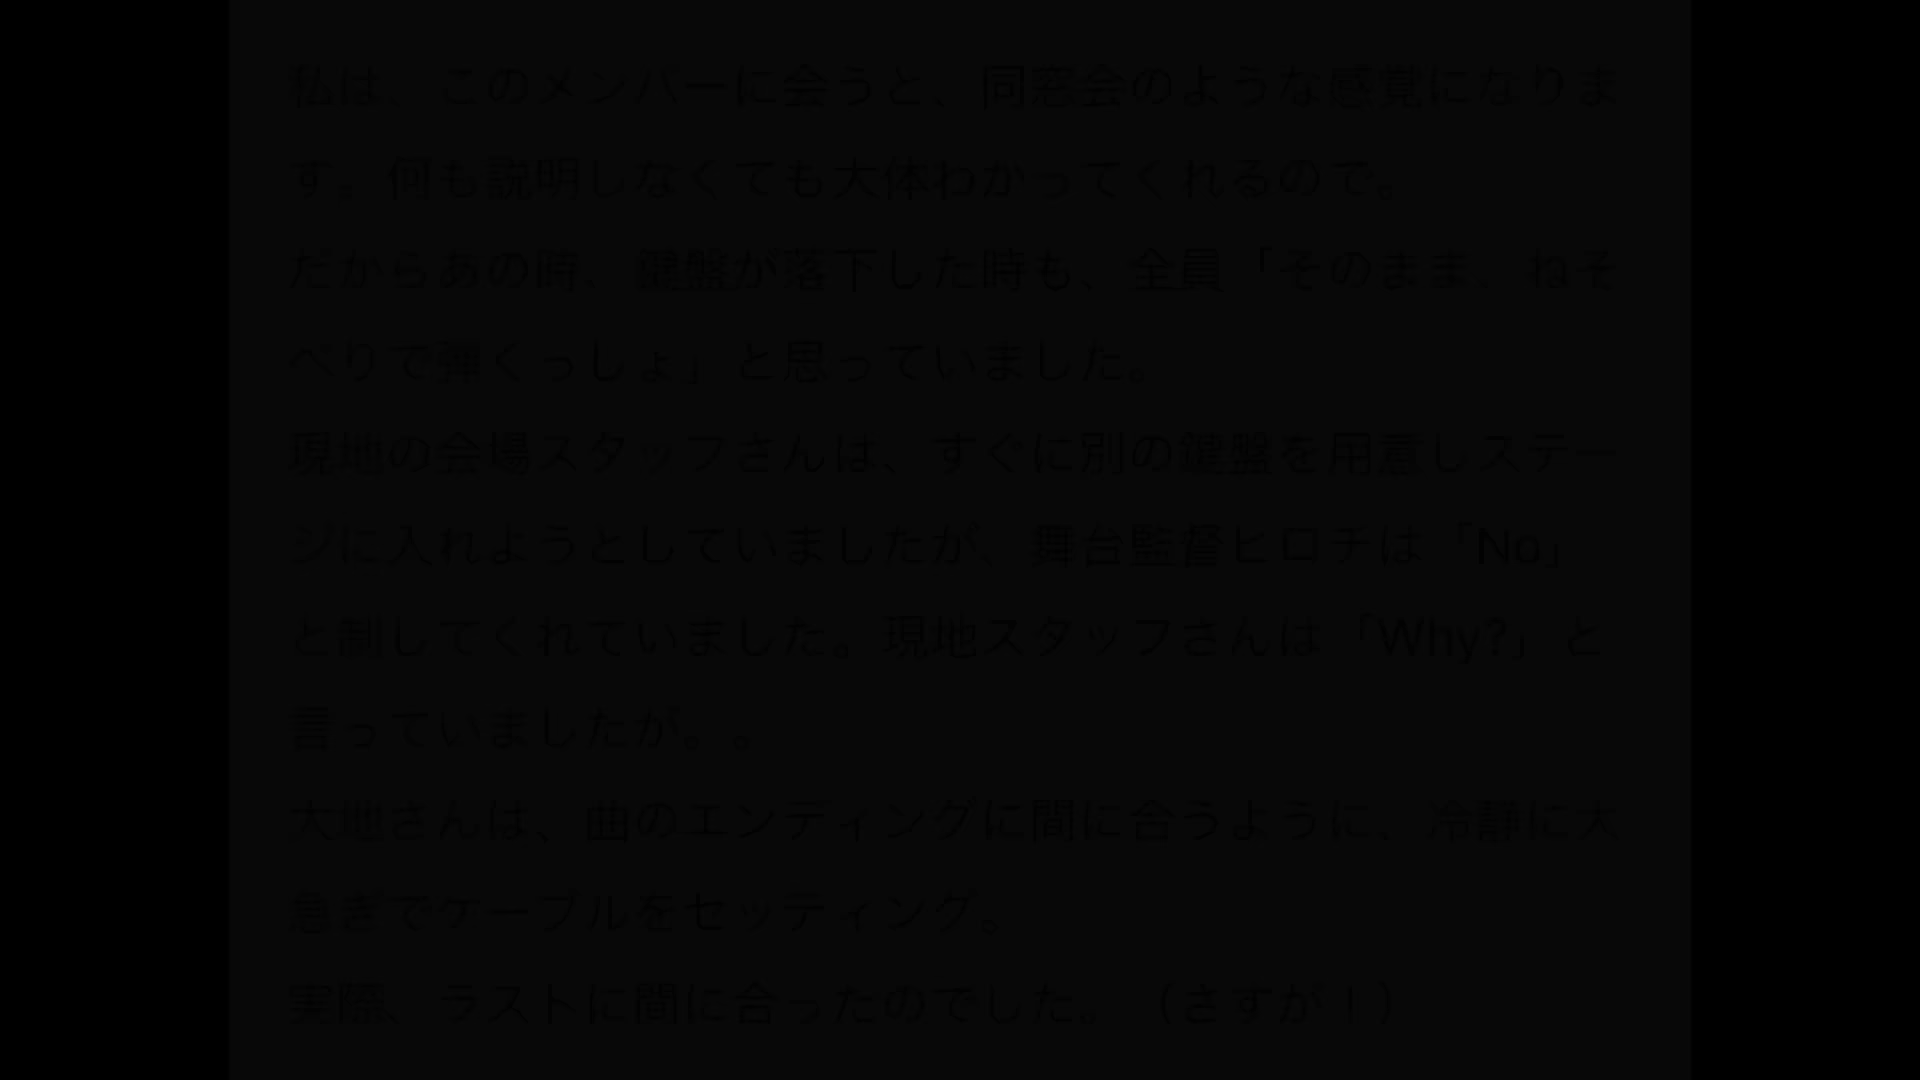 私は、このメンバーに会うと、同窓会のような感覚になりま
す。何も説明しなくても大体わかってくれるので。
だからあの時、鍵盤が落下した時も、全員「そのまま、ねそ
べりで弾くっしょ」と思っていました。
現地の会場スタッフさんは、すぐに別の鍵盤を用意しステー
ジに入れようとしていましたが、舞台監督ヒロチは「No」
と制してくれていました。現地スタッフさんは「Why?」と
言っていましたが。。
大地さんは、曲のエンディングに間に合うように、冷静に大
急ぎでケーブルをセッティング。
実際、ラストに間に合ったのでした。（さすが！）